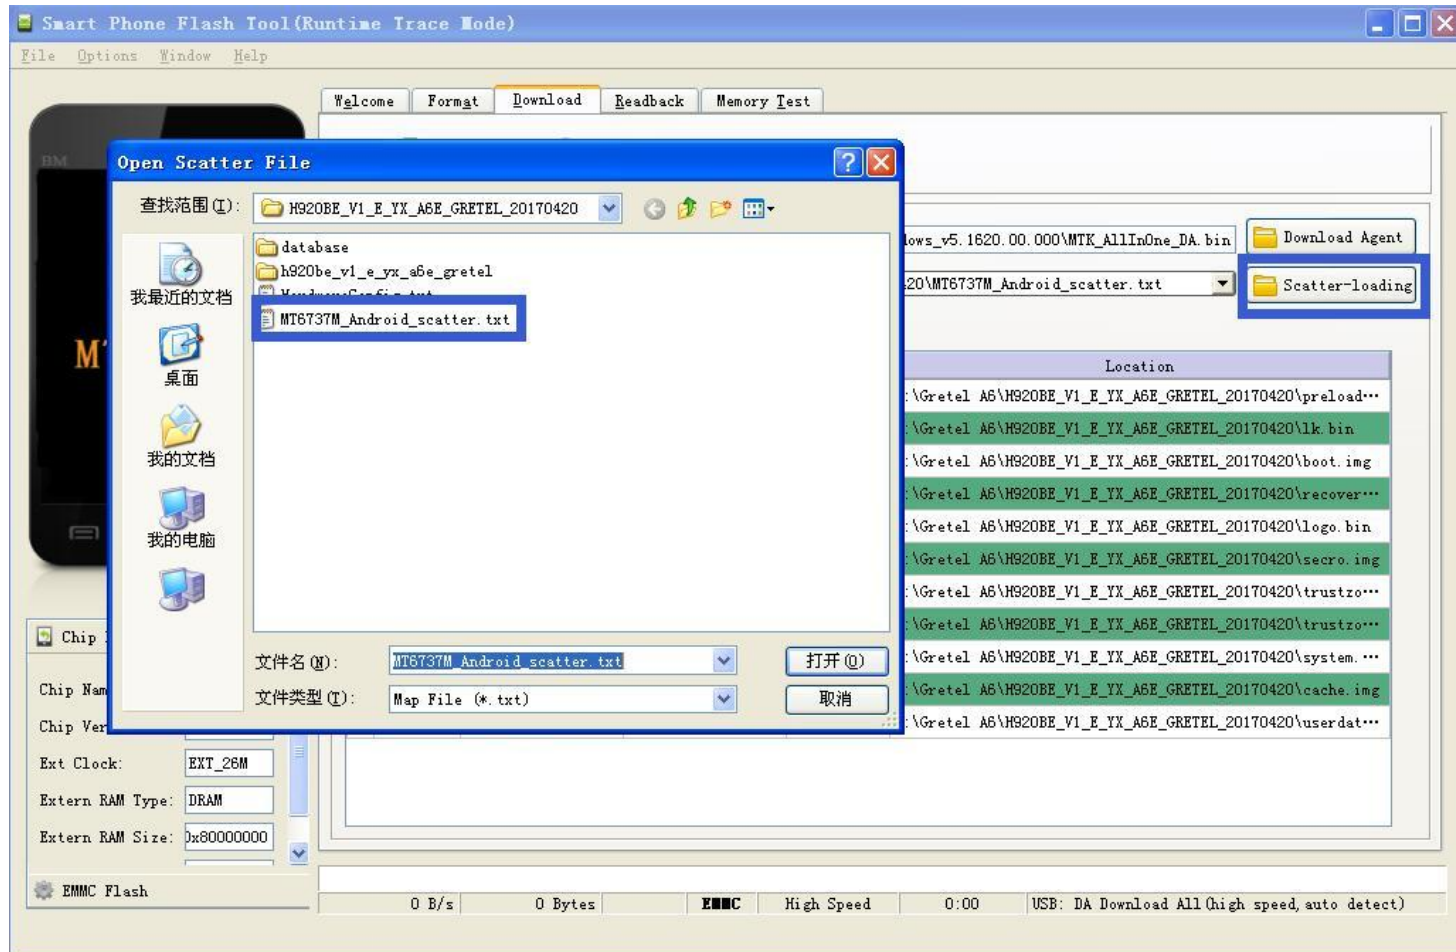 Smart Phone Flash Tool(Runtime Trace Mode)
File Options Window Help
Welcome Format Download Readback Memory Test
BM
Open Scatter File
查找范围(I): H920BE_V1_E_YX_A6E_GRETEL_20170420
database
h920be_v1_e_yx_a6e_gretel
MT6737M_Android_scatter.txt
我最近的文档
桌面
我的文档
我的电脑
文件名(N): MT6737M_Android_scatter.txt 打开(O)
文件类型(T): Map File (*.txt) 取消
lows_v5.1620.00.000\MTK_AllInOne_DA.bin Download Agent
20\MT6737M_Android_scatter.txt Scatter-loading
Location
:\Gretel A6\H920BE_V1_E_YX_A6E_GRETEL_20170420\preload…
:\Gretel A6\H920BE_V1_E_YX_A6E_GRETEL_20170420\lk.bin
:\Gretel A6\H920BE_V1_E_YX_A6E_GRETEL_20170420\boot.img
:\Gretel A6\H920BE_V1_E_YX_A6E_GRETEL_20170420\recover…
:\Gretel A6\H920BE_V1_E_YX_A6E_GRETEL_20170420\logo.bin
:\Gretel A6\H920BE_V1_E_YX_A6E_GRETEL_20170420\secro.img
:\Gretel A6\H920BE_V1_E_YX_A6E_GRETEL_20170420\trustzo…
:\Gretel A6\H920BE_V1_E_YX_A6E_GRETEL_20170420\trustzo…
:\Gretel A6\H920BE_V1_E_YX_A6E_GRETEL_20170420\system.…
:\Gretel A6\H920BE_V1_E_YX_A6E_GRETEL_20170420\cache.img
:\Gretel A6\H920BE_V1_E_YX_A6E_GRETEL_20170420\userdat…
M
Chip
Chip Nam
Chip Ver
Ext Clock: EXT_26M
Extern RAM Type: DRAM
Extern RAM Size: 0x80000000
EMMC Flash
0 B/s 0 Bytes EMMC High Speed 0:00 USB: DA Download All(high speed,auto detect)